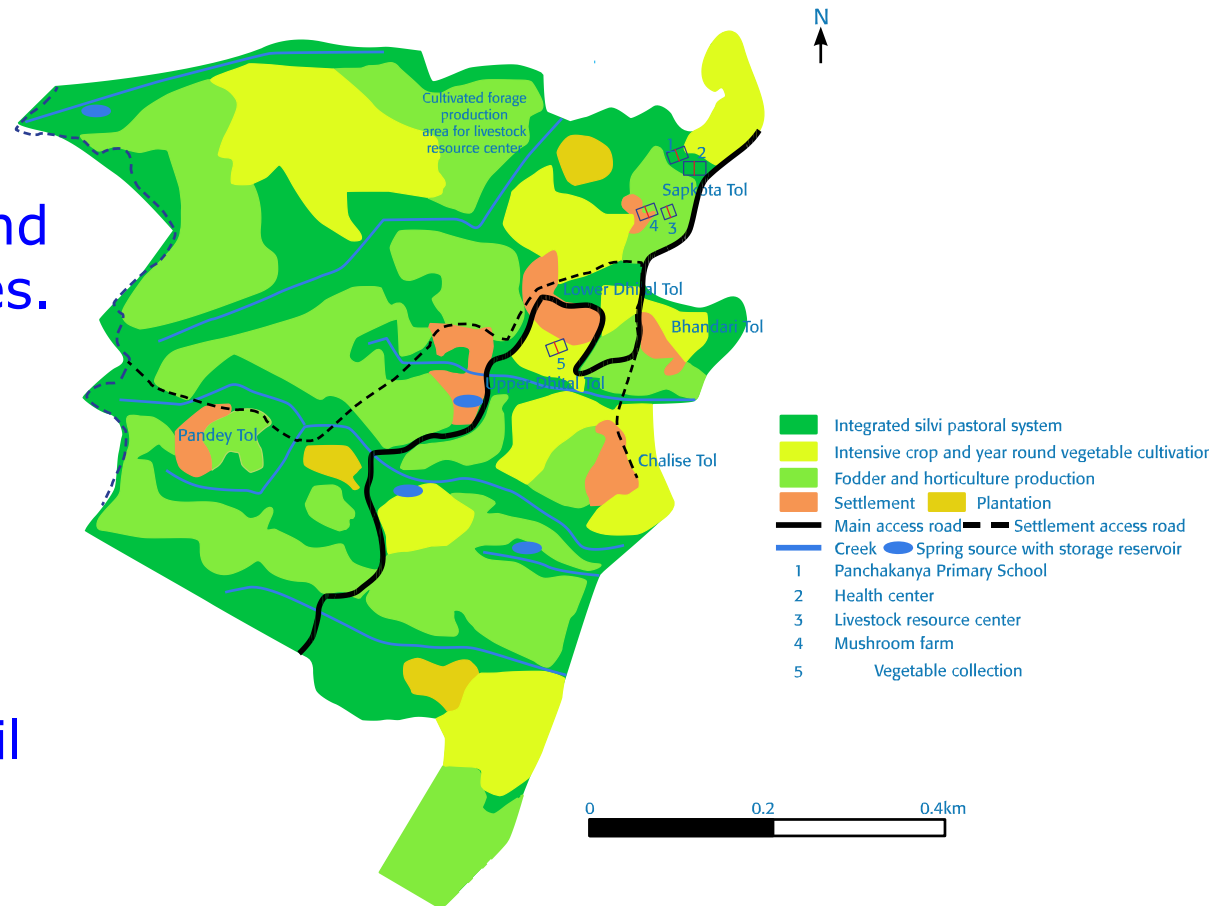 N
Cultivated forage
production
area for livestock
resource center
1
2
Sapkota Tol
nd
4
3
es.
Lower Dhital Tol
Bhandari Tol
5
Upper Dhital Tol
Pandey Tol
Chalise Tol
Integrated silvi pastoral system
Intensive crop and year round vegetable cultivation
Fodder and horticulture production
Settlement Plantation
Main access road Settlement access road
Creek Spring source with storage reservoir
1 Panchakanya Primary School
2 Health center
3 Livestock resource center
4 Mushroom farm
5 Vegetable collection
il
0 0.2 0.4km